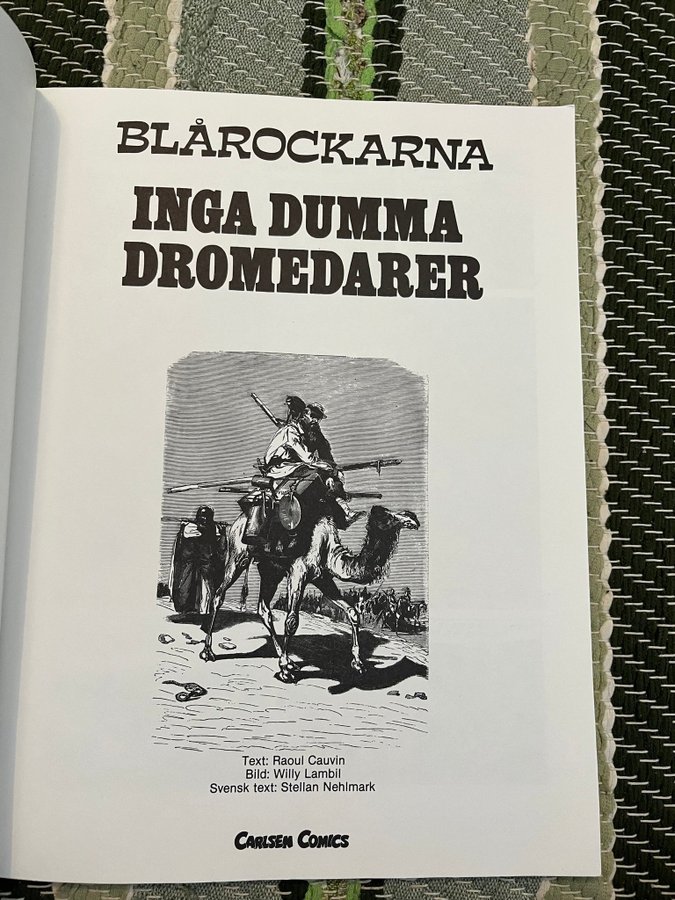 BLÅROCKARNA
INGA DUMMA
DROMEDARER
Text: Raoul Cauvin
Bild: Willy Lambil
Svensk text: Stellan Nehlmark
CARLSEN COMICS